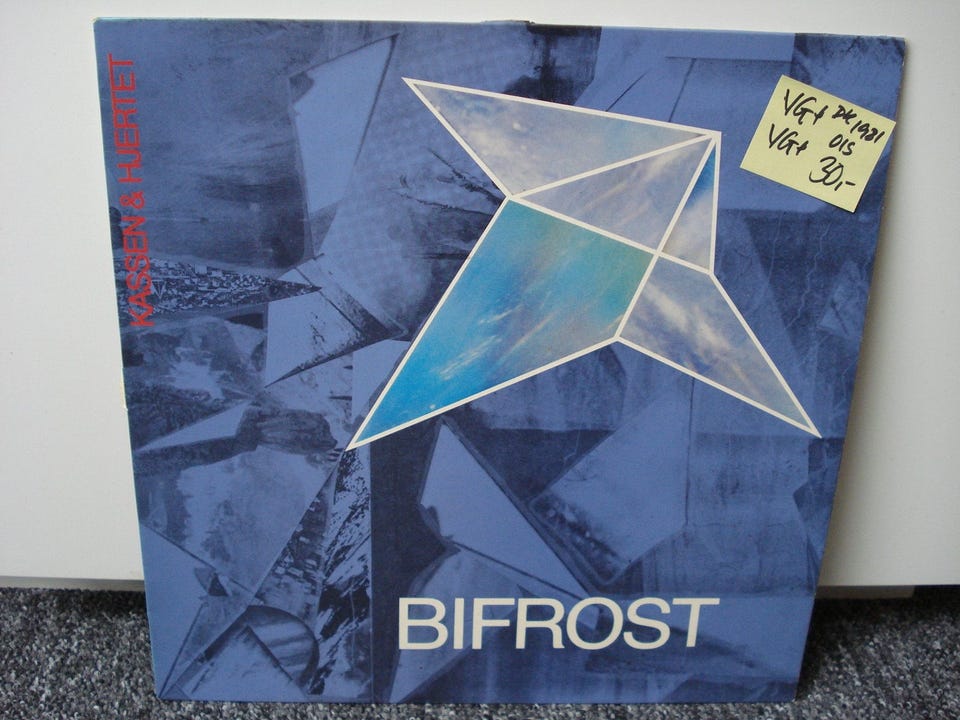 KASSEN & HJERTET
VG+ DK 1981
VG+ OIS
30,-
BIFROST